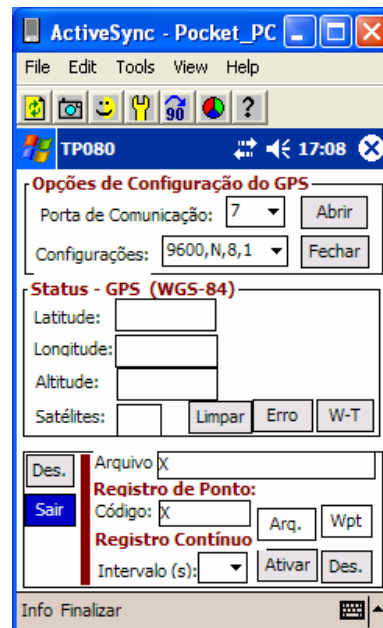 ActiveSync - Pocket_PC
File Edit Tools View Help
90 ?
TP080 17:08
Opções de Configuração do GPS
Porta de Comunicação: 7 Abrir
Configurações: 9600,N,8,1 Fechar
Status - GPS (WGS-84)
Latitude:
Longitude:
Altitude:
Satélites: Limpar Erro W-T
Des. Arquivo X
Registro de Ponto:
Sair Código: X Arq. Wpt
Registro Contínuo
Intervalo (s): Ativar Des.
Info Finalizar